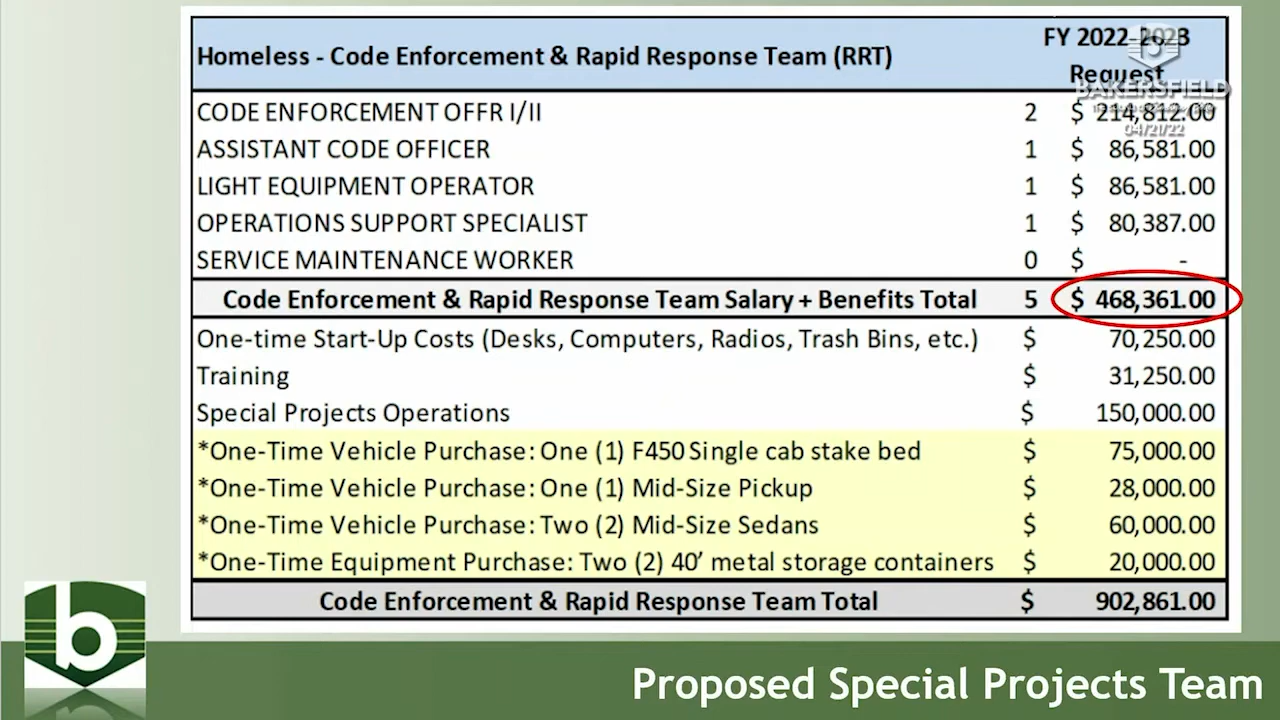 Homeless - Code Enforcement & Rapid Response Team (RRT) FY 2022-2023 Request
BAKERSFIELD
04/21/22
CODE ENFORCEMENT OFFR I/II 2 $ 214,812.00
ASSISTANT CODE OFFICER 1 $ 86,581.00
LIGHT EQUIPMENT OPERATOR 1 $ 86,581.00
OPERATIONS SUPPORT SPECIALIST 1 $ 80,387.00
SERVICE MAINTENANCE WORKER 0 $ -
Code Enforcement & Rapid Response Team Salary + Benefits Total 5 $ 468,361.00
One-time Start-Up Costs (Desks, Computers, Radios, Trash Bins, etc.) $ 70,250.00
Training $ 31,250.00
Special Projects Operations $ 150,000.00
*One-Time Vehicle Purchase: One (1) F450 Single cab stake bed $ 75,000.00
*One-Time Vehicle Purchase: One (1) Mid-Size Pickup $ 28,000.00
*One-Time Vehicle Purchase: Two (2) Mid-Size Sedans $ 60,000.00
*One-Time Equipment Purchase: Two (2) 40' metal storage containers $ 20,000.00
Code Enforcement & Rapid Response Team Total $ 902,861.00
b
Proposed Special Projects Team